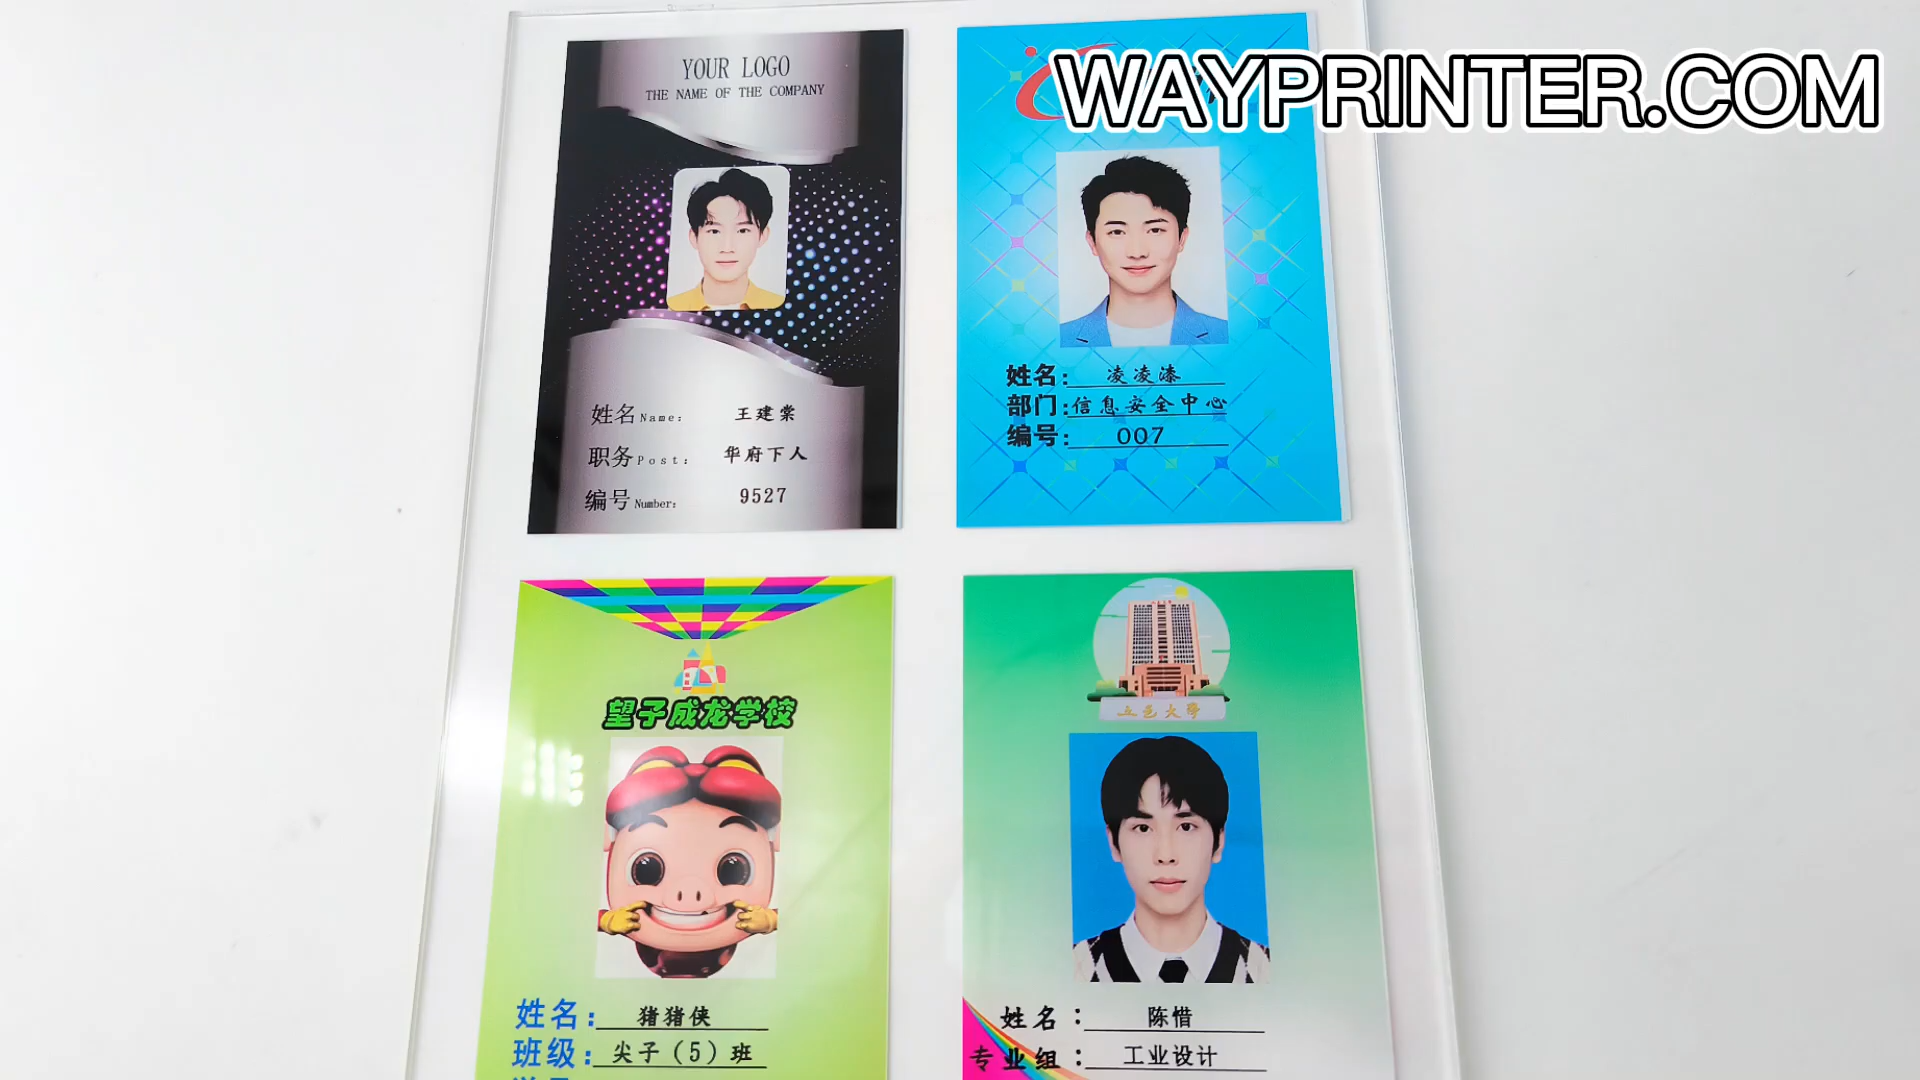 WAYPRINTER.COM
YOUR LOGO
THE NAME OF THE COMPANY
姓名Name: 王建棠
职务Post: 华府下人
编号Number: 9527
姓名: 凌凌漆
部门:信息安全中心
编号: 007
望子成龙学校
姓名: 猪猪侠
班级: 尖子(5)班
立邑大学
姓名: 陈惜
专业组: 工业设计